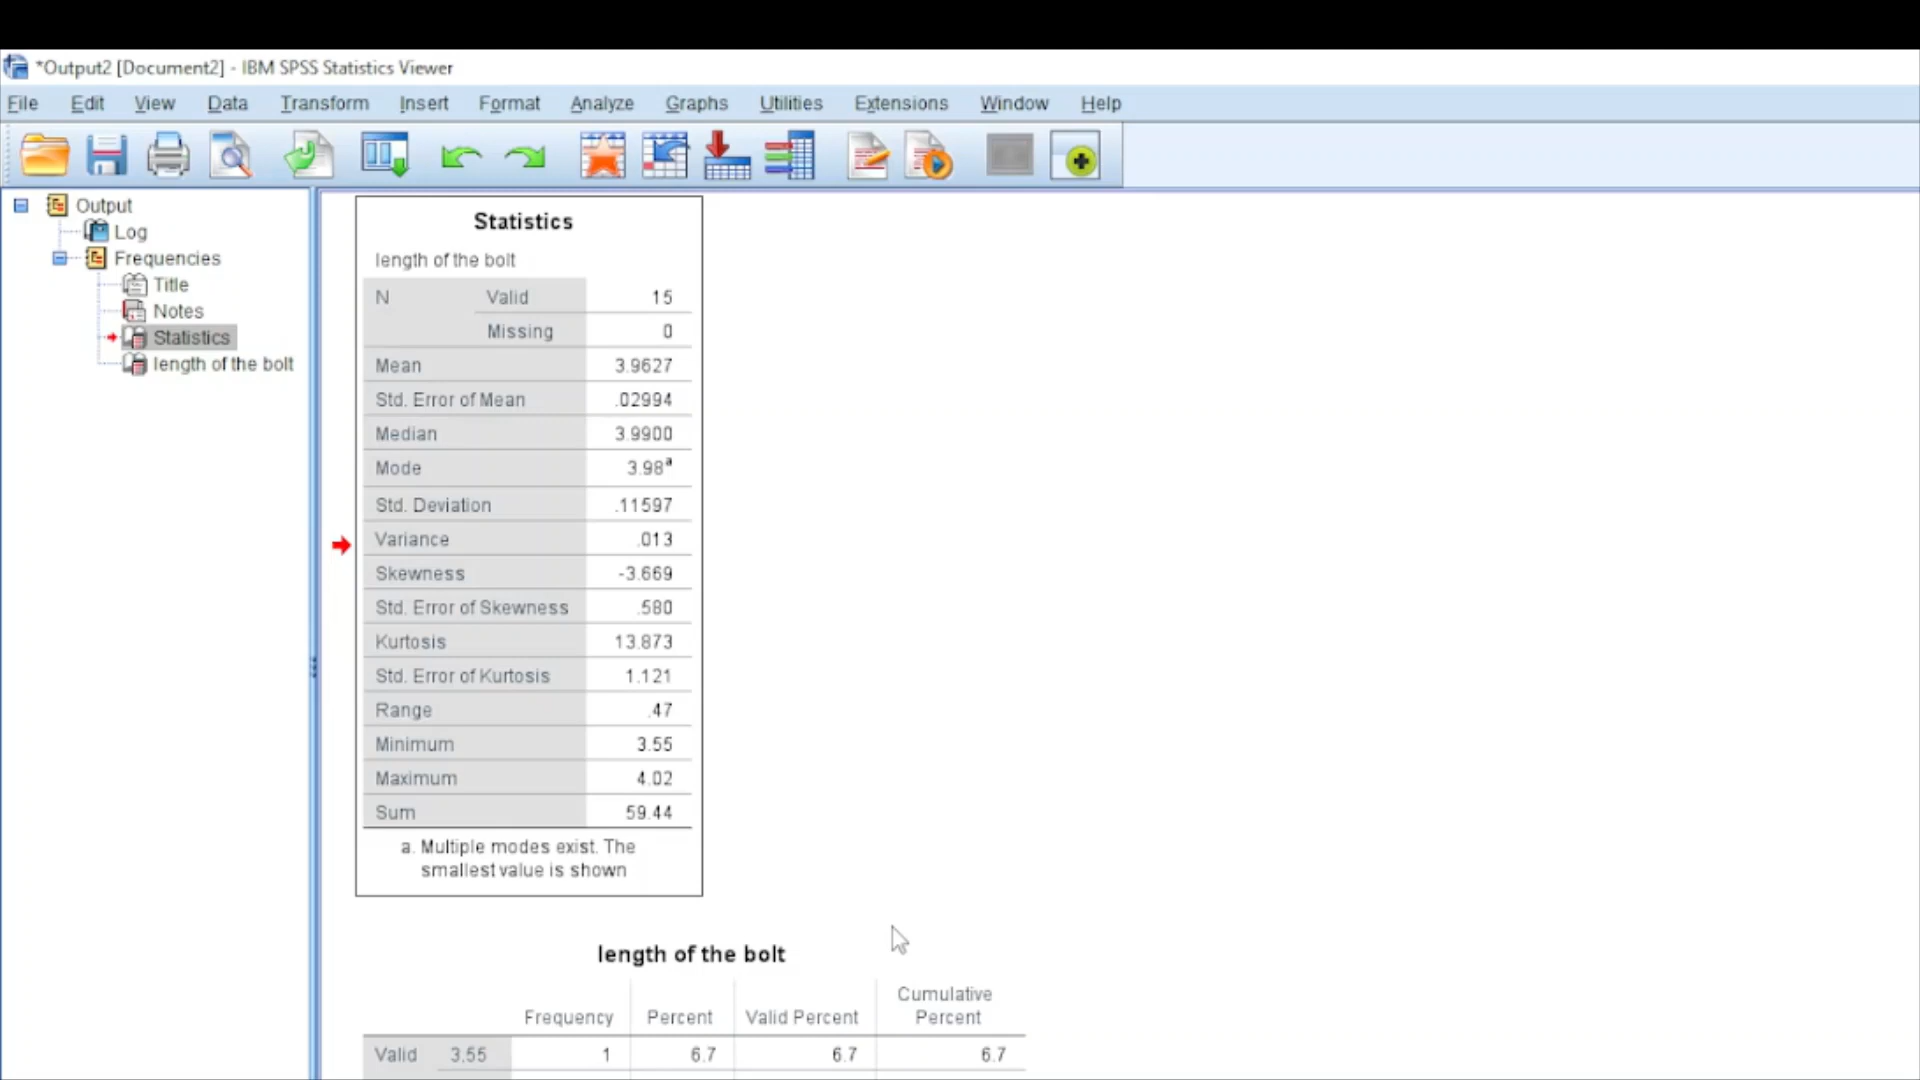 *Output2 [Document2] - IBM SPSS Statistics Viewer
File Edit View Data Transform Insert Format Analyze Graphs Utilities Extensions Window Help
Output
Log
Frequencies
Title
Notes
Statistics
length of the bolt
Statistics
length of the bolt
N Valid 15
Missing 0
Mean 3.9627
Std. Error of Mean .02994
Median 3.9900
Mode 3.98a
Std. Deviation .11597
Variance .013
Skewness -3.669
Std. Error of Skewness .580
Kurtosis 13.873
Std. Error of Kurtosis 1.121
Range .47
Minimum 3.55
Maximum 4.02
Sum 59.44
a. Multiple modes exist. The
smallest value is shown
length of the bolt
Frequency Percent Valid Percent Cumulative Percent
Valid 3.55 1 6.7 6.7 6.7